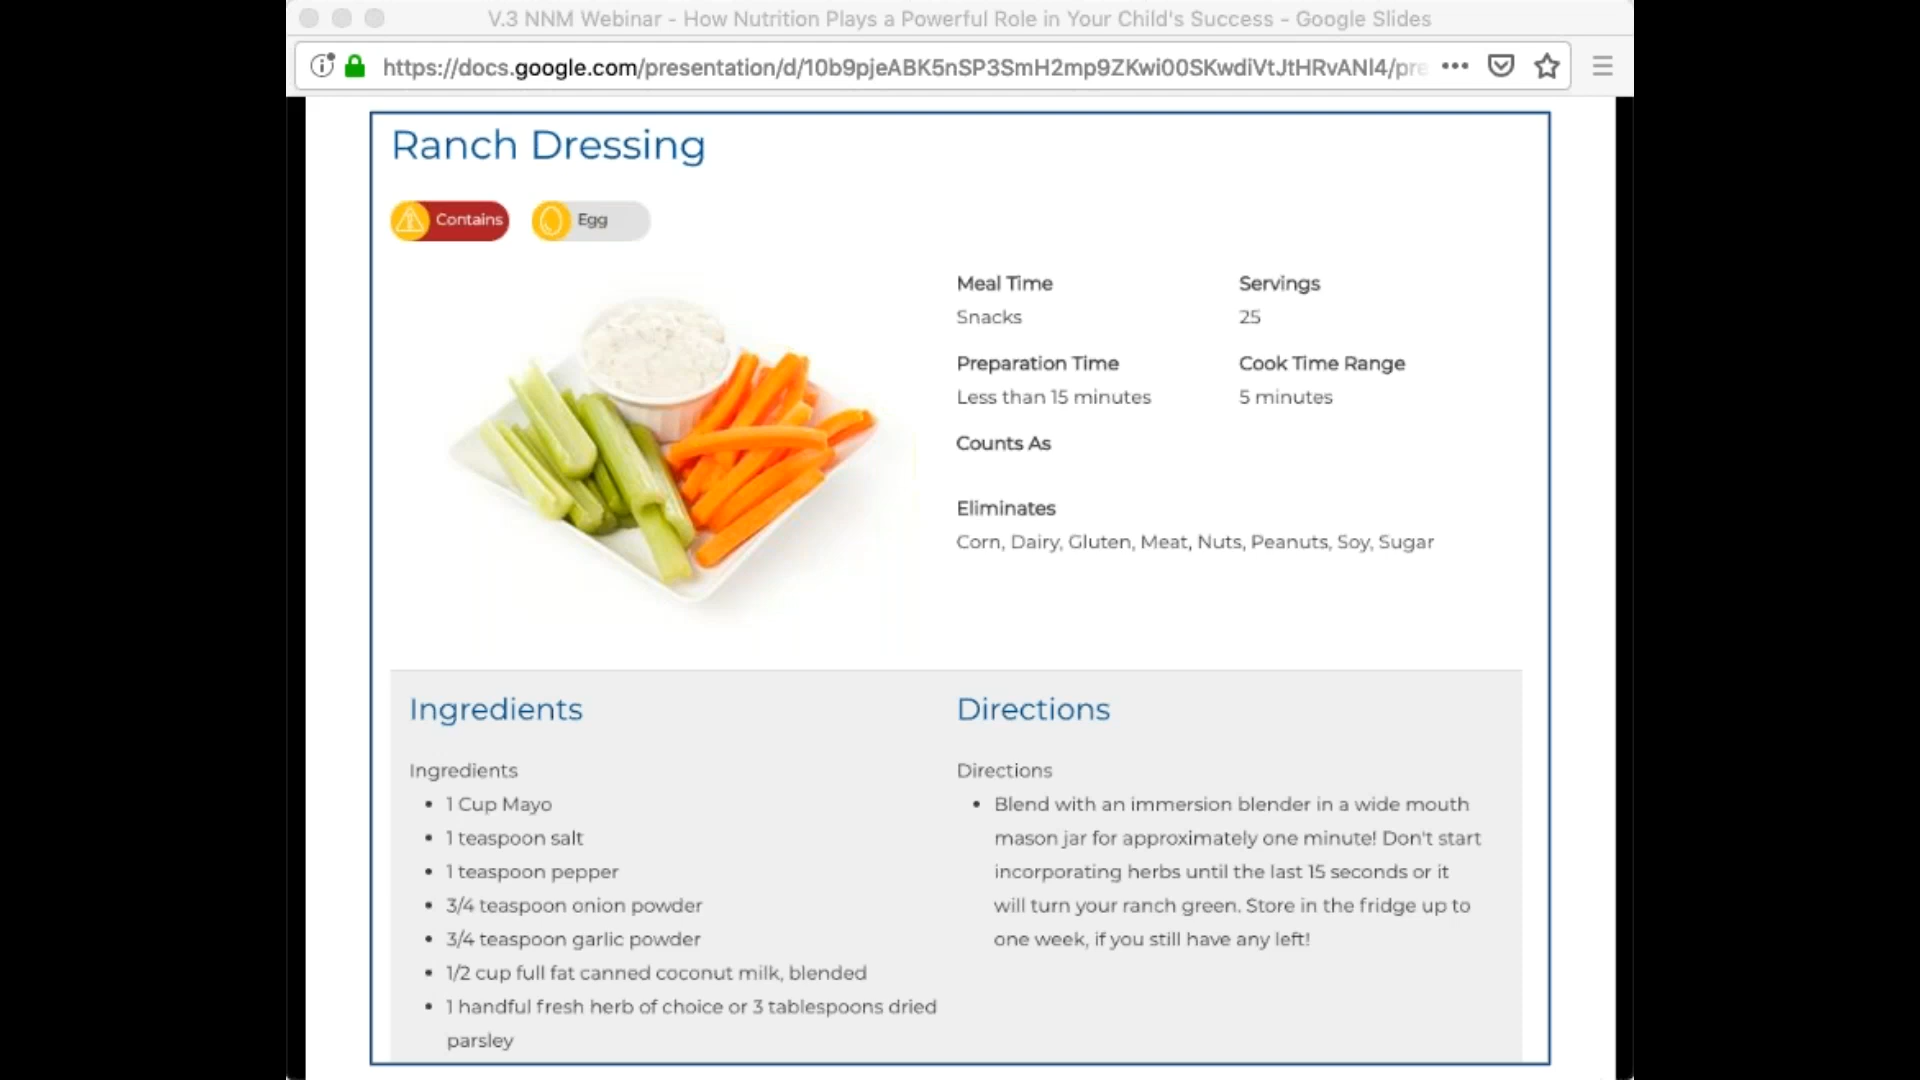 V.3 NNM Webinar - How Nutrition Plays a Powerful Role in Your Child's Success - Google Slides
https://docs.google.com/presentation/d/10b9pjeABK5nSP3SmH2mp9ZKwi00SKwdiVtJtHRvANl4/pre
Ranch Dressing
Contains
Egg
Meal Time
Snacks
Servings
25
Preparation Time
Less than 15 minutes
Cook Time Range
5 minutes
Counts As
Eliminates
Corn, Dairy, Gluten, Meat, Nuts, Peanuts, Soy, Sugar
Ingredients
Ingredients
• 1 Cup Mayo
• 1 teaspoon salt
• 1 teaspoon pepper
• 3/4 teaspoon onion powder
• 3/4 teaspoon garlic powder
• 1/2 cup full fat canned coconut milk, blended
• 1 handful fresh herb of choice or 3 tablespoons dried
parsley
Directions
Directions
• Blend with an immersion blender in a wide mouth
mason jar for approximately one minute! Don't start
incorporating herbs until the last 15 seconds or it
will turn your ranch green. Store in the fridge up to
one week, if you still have any left!